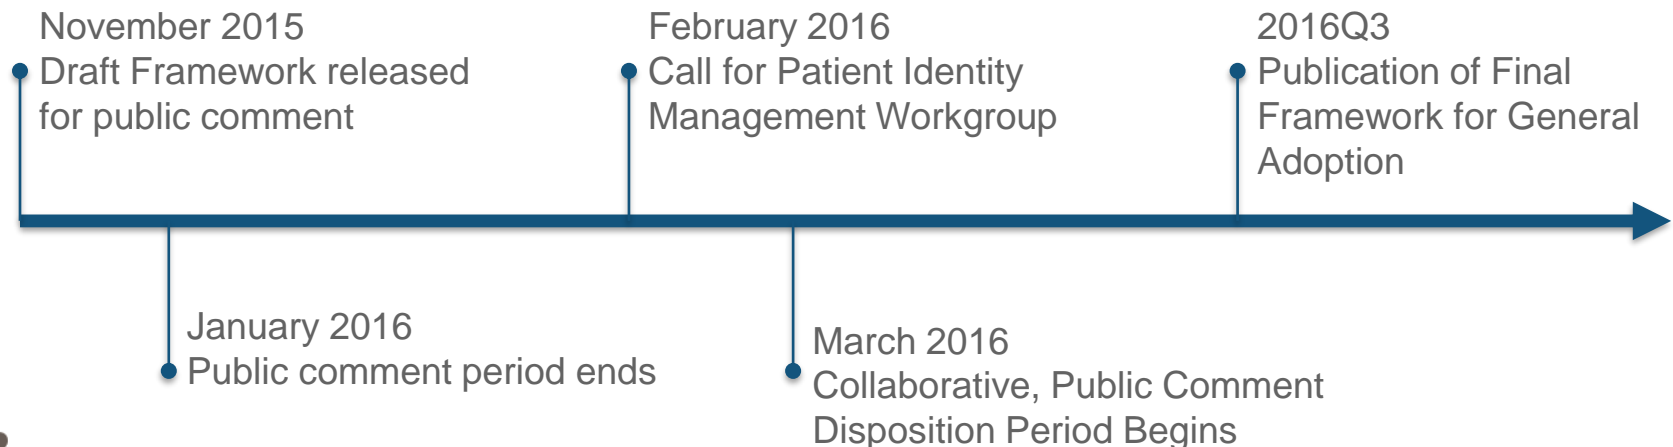 November 2015
Draft Framework released
for public comment
February 2016
Call for Patient Identity
Management Workgroup
2016Q3
Publication of Final
Framework for General
Adoption
January 2016
Public comment period ends
March 2016
Collaborative, Public Comment
Disposition Period Begins